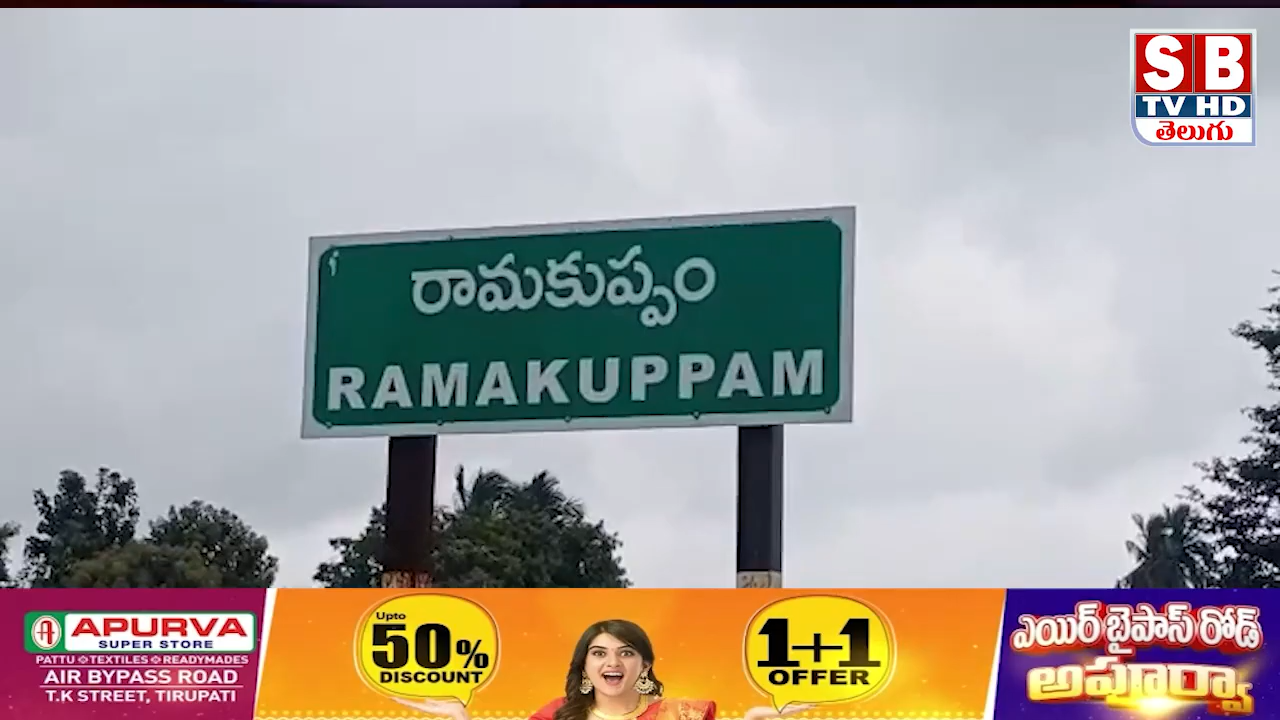 SB
TV HD
తెలుగు
రామకుప్పం
RAMAKUPPAM
APURVA
SUPER STORE
PATTU TEXTILES READYMADES
AIR BYPASS ROAD
T.K STREET, TIRUPATI
Upto
50%
DISCOUNT
1+1
OFFER
ఎయిర్ బైపాస్ రోడ్
అపూర్వా